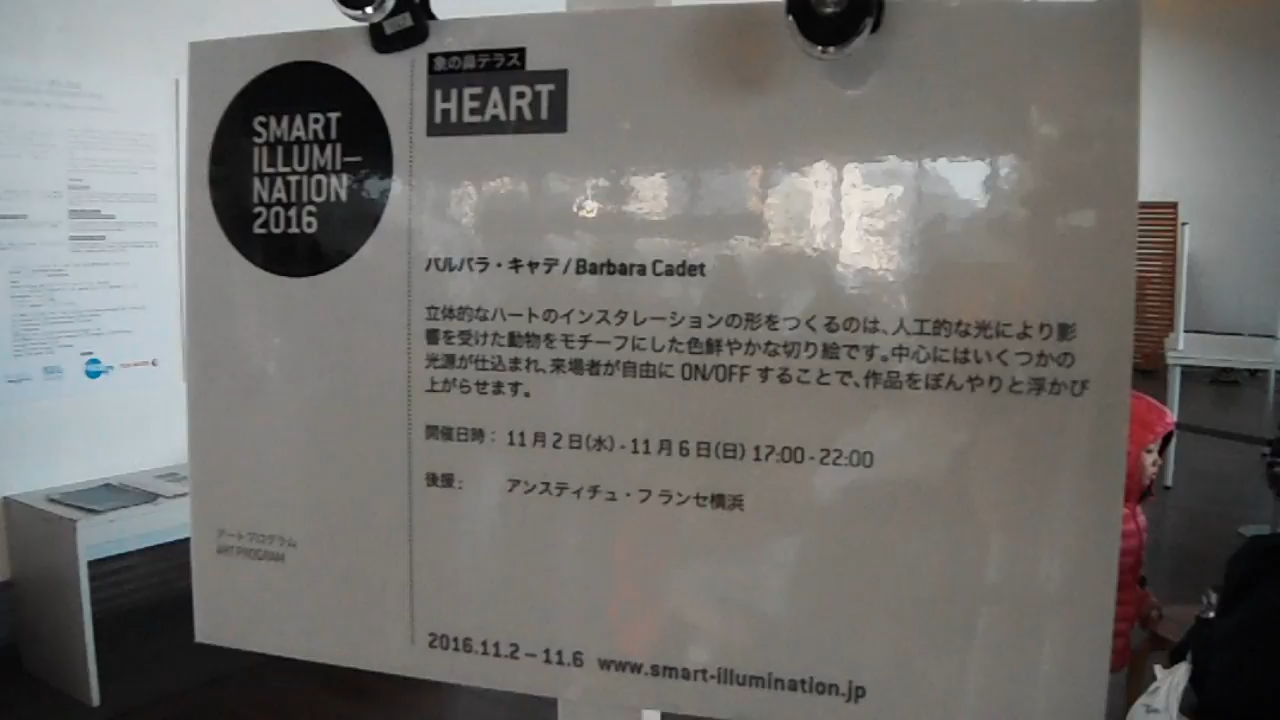 SMART
ILLUMI–
NATION
2016
象の鼻テラス
HEART
バルバラ・キャデ / Barbara Cadet
立体的なハートのインスタレーションの形をつくるのは、人工的な光により影
響を受けた動物をモチーフにした色鮮やかな切り絵です。中心にはいくつかの
光源が仕込まれ、来場者が自由に ON/OFF することで、作品をぼんやりと浮かび
上がらせます。
開催日時： 11月2日(水) - 11月6日(日) 17:00 - 22:00
後援： アンスティチュ・フランセ横浜
アートプログラム
ART PROGRAM
2016.11.2 – 11.6 www.smart-illumination.jp